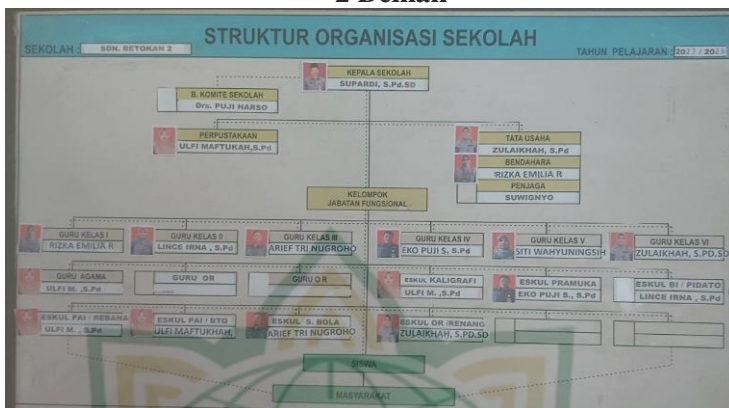 2 Demak
STRUKTUR ORGANISASI SEKOLAH
SEKOLAH : SDN. BETOKAN 2
TAHUN PELAJARAN : 2022 / 2023
KEPALA SEKOLAH
SUPARDI, S.Pd.SD
B. KOMITE SEKOLAH
Drs. PUJI HARSO
PERPUSTAKAAN
ULFI MAFTUKAH,S.Pd
TATA USAHA
ZULAIKHAH, S.Pd
BENDAHARA
RIZKA EMILIA R
PENJAGA
SUWIGNYO
KELOMPOK
JABATAN FUNGSIONAL
GURU KELAS I
RIZKA EMILIA R
GURU KELAS II
LINCE IRNA , S.Pd
GURU KELAS III
ARIEF TRI NUGROHO
GURU KELAS IV
EKO PUJI S, S.Pd
GURU KELAS V
SITI WAHYUNINGSIH
GURU KELAS VI
ZULAIKHAH, S.PD.SD
GURU AGAMA
ULFI M. , S.Pd
GURU OR
GURU O R
ESKUL KALIGRAFI
ULFI M. ,S.Pd
ESKUL PRAMUKA
EKO PUJI S., S.Pd
ESKUL BI / PIDATO
LINCE IRNA , S.Pd
ESKUL PAI / REBANA
ULFI M. , S.Pd
ESKUL PAI / BTQ
ULFI MAFTUKHAH,
ESKUL S. BOLA
ARIEF TRI NUGROHO
ESKUL OR /RENANG
ZULAIKHAH, S.PD.SD
SISWA
MASYARAKAT